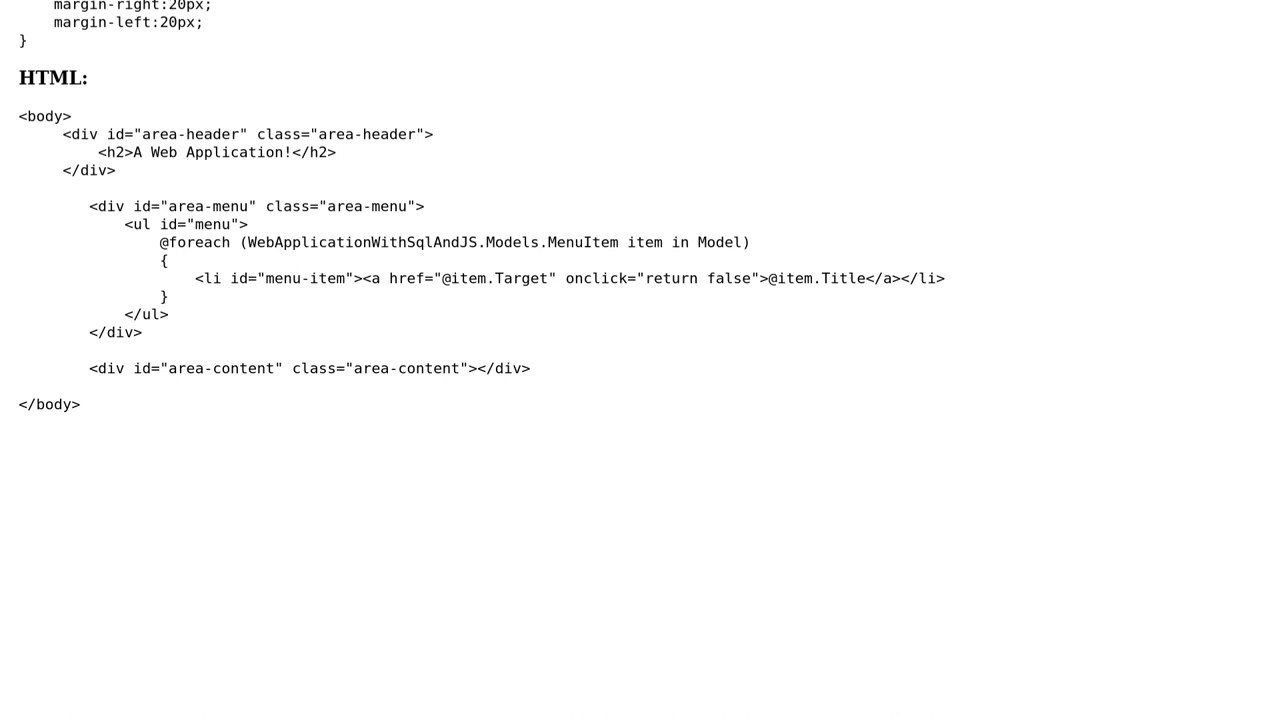 margin-right:20px;
    margin-left:20px;
}
HTML:
<body>
     <div id="area-header" class="area-header">
         <h2>A Web Application!</h2>
     </div>
        <div id="area-menu" class="area-menu">
            <ul id="menu">
                @foreach (WebApplicationWithSqlAndJS.Models.MenuItem item in Model)
                {
                    <li id="menu-item"><a href="@item.Target" onclick="return false">@item.Title</a></li>
                }
            </ul>
        </div>
        <div id="area-content" class="area-content"></div>
</body>